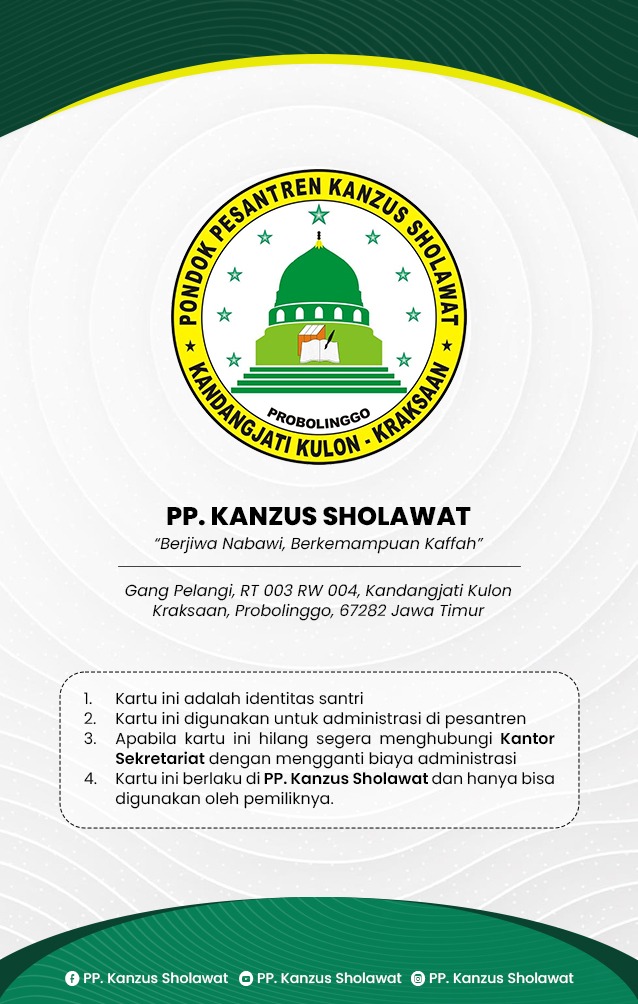 PONDOK PESANTREN KANZUS SHOLAWAT
PROBOLINGGO
KANDANGJATI KULON - KRAKSAAN
PP. KANZUS SHOLAWAT
“Berjiwa Nabawi, Berkemampuan Kaffah”
Gang Pelangi, RT 003 RW 004, Kandangjati Kulon
Kraksaan, Probolinggo, 67282 Jawa Timur
1. Kartu ini adalah identitas santri
2. Kartu ini digunakan untuk administrasi di pesantren
3. Apabila kartu ini hilang segera menghubungi Kantor
Sekretariat dengan mengganti biaya administrasi
4. Kartu ini berlaku di PP. Kanzus Sholawat dan hanya bisa
digunakan oleh pemiliknya.
PP. Kanzus Sholawat PP. Kanzus Sholawat PP. Kanzus Sholawat